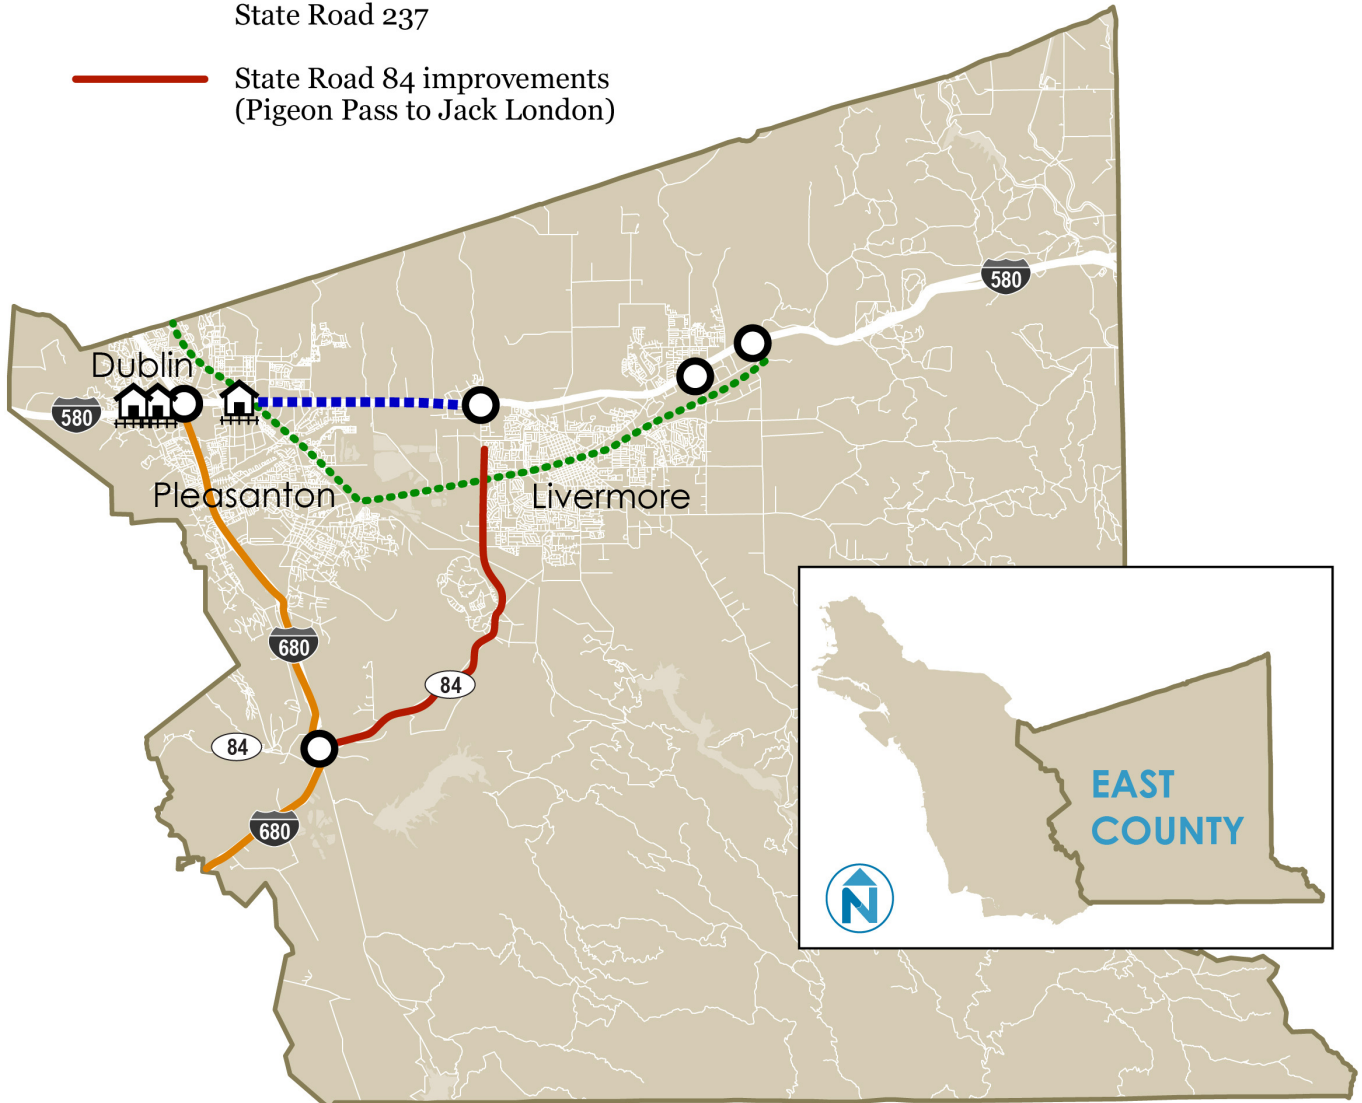 State Road 237
State Road 84 improvements
(Pigeon Pass to Jack London)
580
Dublin
580
Pleasanton
Livermore
680
84
84
680
EAST
COUNTY
N